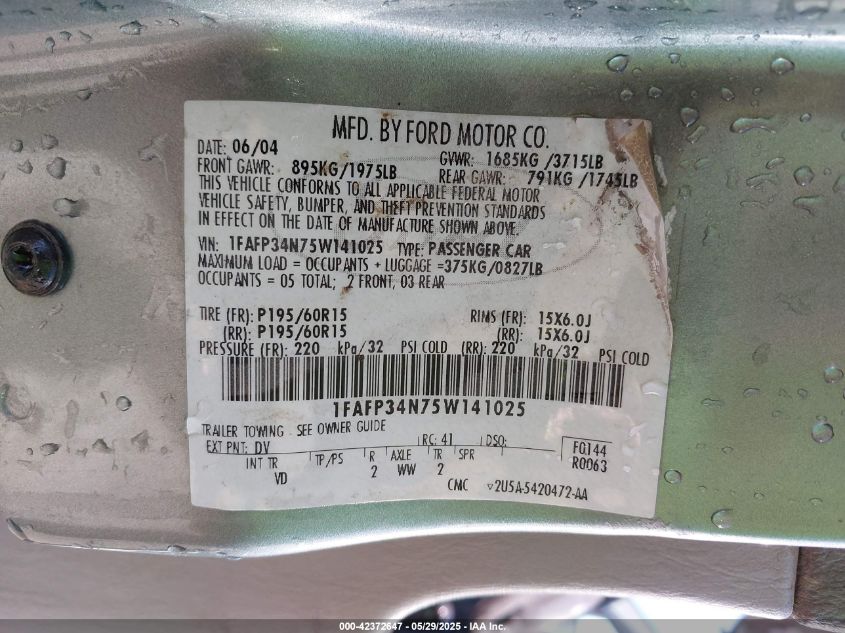 MFD. BY FORD MOTOR CO.
DATE: 06/04 GVWR: 1685KG /3715LB
FRONT GAWR: 895KG/1975LB REAR GAWR: 791KG /1745LB
THIS VEHICLE CONFORMS TO ALL APPLICABLE FEDERAL MOTOR
VEHICLE SAFETY, BUMPER, AND THEFT PREVENTION STANDARDS
IN EFFECT ON THE DATE OF MANUFACTURE SHOWN ABOVE.
VIN: 1FAFP34N75W141025 TYPE: PASSENGER CAR
MAXIMUM LOAD = OCCUPANTS + LUGGAGE =375KG/0827LB
OCCUPANTS = 05 TOTAL; 2 FRONT, 03 REAR
TIRE (FR): P195/60R15 RIMS (FR): 15X6.0J
(RR): P195/60R15 (RR): 15X6.0J
PRESSURE (FR): 220 kPa/32 PSI COLD (RR): 220 kPa/32 PSI COLD
1FAFP34N75W141025
TRAILER TOWING - SEE OWNER GUIDE
EXT PNT: DV RC: 41 DSO: FQ144
INT TR TP/PS R AXLE TR SPR R0063
VD 2 WW 2
CMC ▿2U5A-5420472-AA
000-42372647 - 05/29/2025 - IAA Inc.